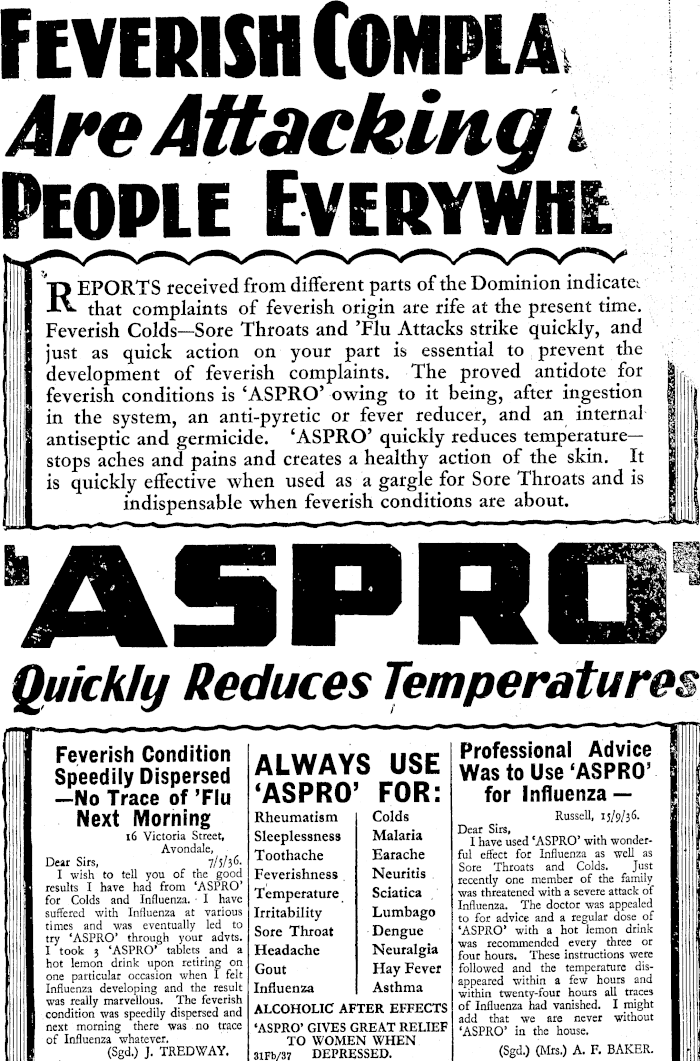 FEVERISH COMPLA
Are Attacking
PEOPLE EVERYWHE
REPORTS received from different parts of the Dominion indicate
that complaints of feverish origin are rife at the present time.
Feverish Colds—Sore Throats and 'Flu Attacks strike quickly, and
just as quick action on your part is essential to prevent the
development of feverish complaints. The proved antidote for
feverish conditions is 'ASPRO' owing to it being, after ingestion
in the system, an anti-pyretic or fever reducer, and an internal
antiseptic and germicide. 'ASPRO' quickly reduces temperature—
stops aches and pains and creates a healthy action of the skin. It
is quickly effective when used as a gargle for Sore Throats and is
indispensable when feverish conditions are about.
'ASPRO'
Quickly Reduces Temperatures
Feverish Condition
Speedily Dispersed
—No Trace of 'Flu
Next Morning
16 Victoria Street,
Avondale,
Dear Sirs, 7/5/36.
I wish to tell you of the good
results I have had from 'ASPRO'
for Colds and Influenza. I have
suffered with Influenza at various
times and was eventually led to
try 'ASPRO' through your advts.
I took 3 'ASPRO' tablets and a
hot lemon drink upon retiring on
one particular occasion when I felt
Influenza developing and the result
was really marvellous. The feverish
condition was speedily dispersed and
next morning there was no trace
of Influenza whatever.
(Sgd.) J. TREDWAY.
ALWAYS USE
'ASPRO' FOR:
Rheumatism
Sleeplessness
Toothache
Feverishness
Temperature
Irritability
Sore Throat
Headache
Gout
Influenza
Colds
Malaria
Earache
Neuritis
Sciatica
Lumbago
Dengue
Neuralgia
Hay Fever
Asthma
ALCOHOLIC AFTER EFFECTS
'ASPRO' GIVES GREAT RELIEF
TO WOMEN WHEN
31Fb/37 DEPRESSED.
Professional Advice
Was to Use 'ASPRO'
for Influenza —
Russell, 15/9/36.
Dear Sirs,
I have used 'ASPRO' with wonder-
ful effect for Influenza as well as
Sore Throats and Colds. Just
recently one member of the family
was threatened with a severe attack of
Influenza. The doctor was appealed
to for advice and a regular dose of
'ASPRO' with a hot lemon drink
was recommended every three or
four hours. These instructions were
followed and the temperature dis-
appeared within a few hours and
within twenty-four hours all traces
of Influenza had vanished. I might
add that we are never without
'ASPRO' in the house.
(Sgd.) (Mrs.) A. F. BAKER.